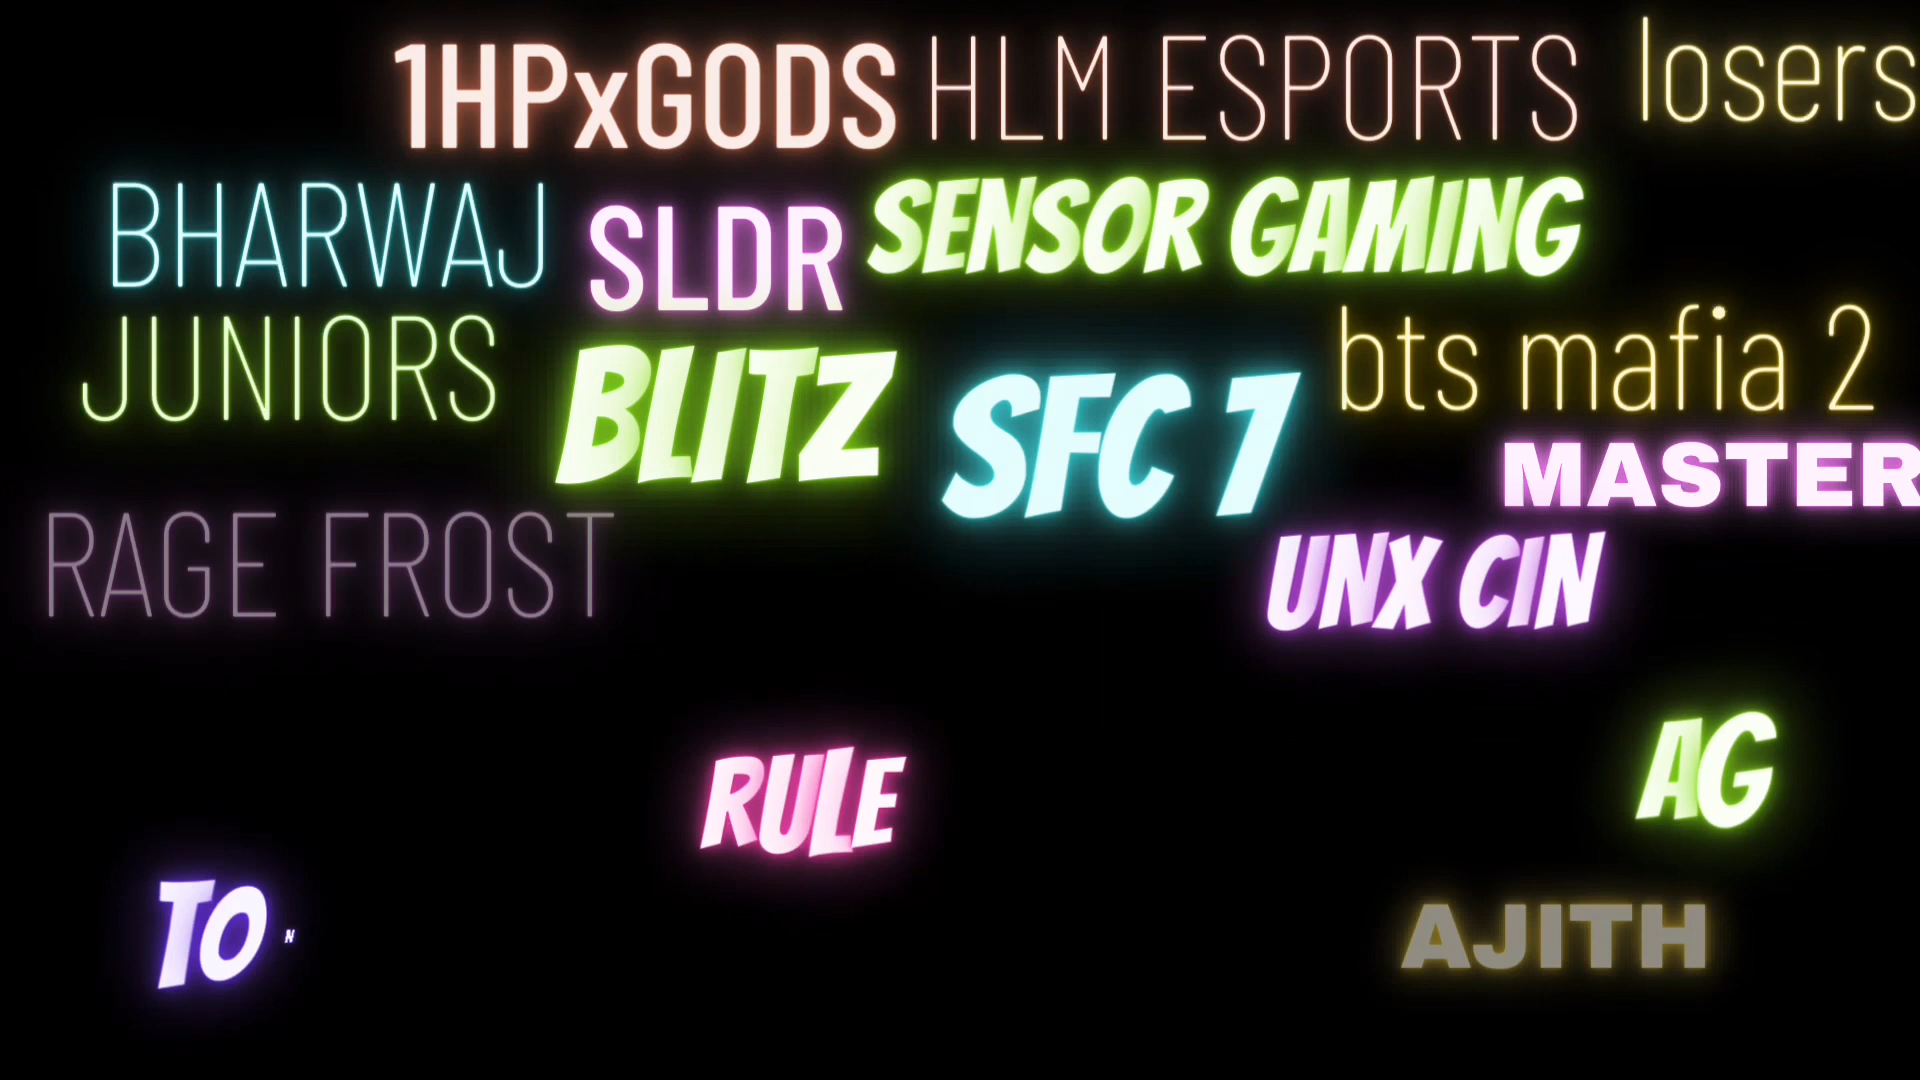 1HPxGODS
HLM ESPORTS
losers
BHARWAJ
SLDR
SENSOR GAMING
JUNIORS
BLITZ
SFC 7
bts mafia 2
MASTER
RAGE FROST
UNX CIN
RULE
AG
TO N
AJITH